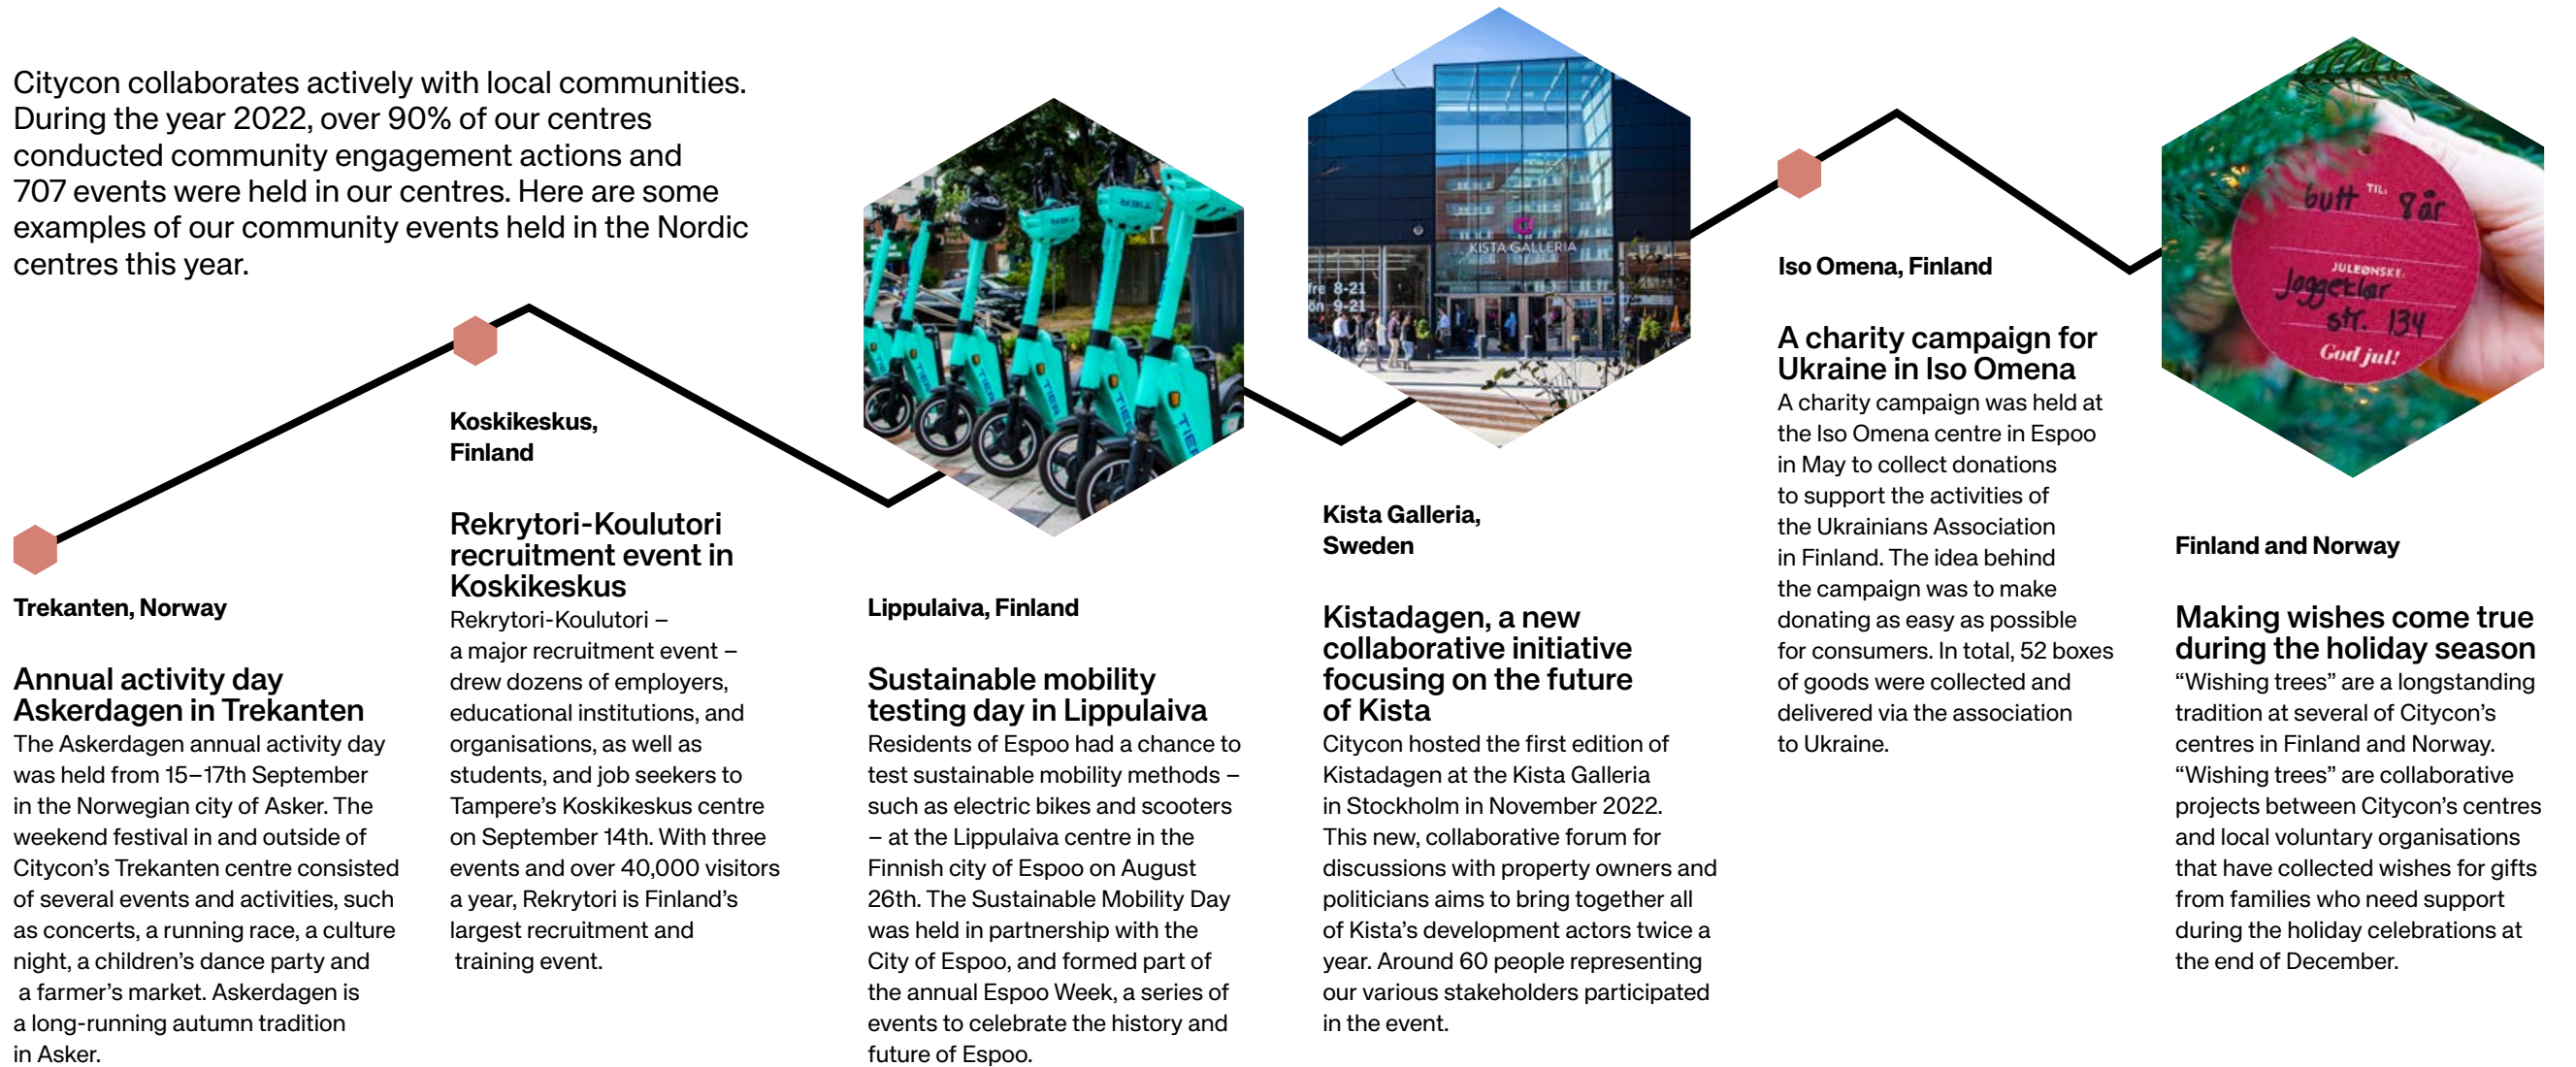 Citycon collaborates actively with local communities.
During the year 2022, over 90% of our centres
conducted community engagement actions and
707 events were held in our centres. Here are some
examples of our community events held in the Nordic
centres this year.
Trekanten, Norway
Annual activity day
Askerdagen in Trekanten
The Askerdagen annual activity day
was held from 15–17th September
in the Norwegian city of Asker. The
weekend festival in and outside of
Citycon’s Trekanten centre consisted
of several events and activities, such
as concerts, a running race, a culture
night, a children’s dance party and
a farmer’s market. Askerdagen is
a long-running autumn tradition
in Asker.
Koskikeskus,
Finland
Rekrytori-Koulutori
recruitment event in
Koskikeskus
Rekrytori-Koulutori –
a major recruitment event –
drew dozens of employers,
educational institutions, and
organisations, as well as
students, and job seekers to
Tampere’s Koskikeskus centre
on September 14th. With three
events and over 40,000 visitors
a year, Rekrytori is Finland’s
largest recruitment and
training event.
TIER
TIER
TIER
TIER
TIER
TIER
Lippulaiva, Finland
Sustainable mobility
testing day in Lippulaiva
Residents of Espoo had a chance to
test sustainable mobility methods –
such as electric bikes and scooters
– at the Lippulaiva centre in the
Finnish city of Espoo on August
26th. The Sustainable Mobility Day
was held in partnership with the
City of Espoo, and formed part of
the annual Espoo Week, a series of
events to celebrate the history and
future of Espoo.
KISTA GALLERIA
fre 8-21
ön 9-21
Kista Galleria,
Sweden
Kistadagen, a new
collaborative initiative
focusing on the future
of Kista
Citycon hosted the first edition of
Kistadagen at the Kista Galleria
in Stockholm in November 2022.
This new, collaborative forum for
discussions with property owners and
politicians aims to bring together all
of Kista’s development actors twice a
year. Around 60 people representing
our various stakeholders participated
in the event.
Iso Omena, Finland
A charity campaign for
Ukraine in Iso Omena
A charity campaign was held at
the Iso Omena centre in Espoo
in May to collect donations
to support the activities of
the Ukrainians Association
in Finland. The idea behind
the campaign was to make
donating as easy as possible
for consumers. In total, 52 boxes
of goods were collected and
delivered via the association
to Ukraine.
TIL:
gutt 8 år
JULEØNSKE:
Joggeklær
str. 134
God jul!
Finland and Norway
Making wishes come true
during the holiday season
“Wishing trees” are a longstanding
tradition at several of Citycon’s
centres in Finland and Norway.
“Wishing trees” are collaborative
projects between Citycon’s centres
and local voluntary organisations
that have collected wishes for gifts
from families who need support
during the holiday celebrations at
the end of December.